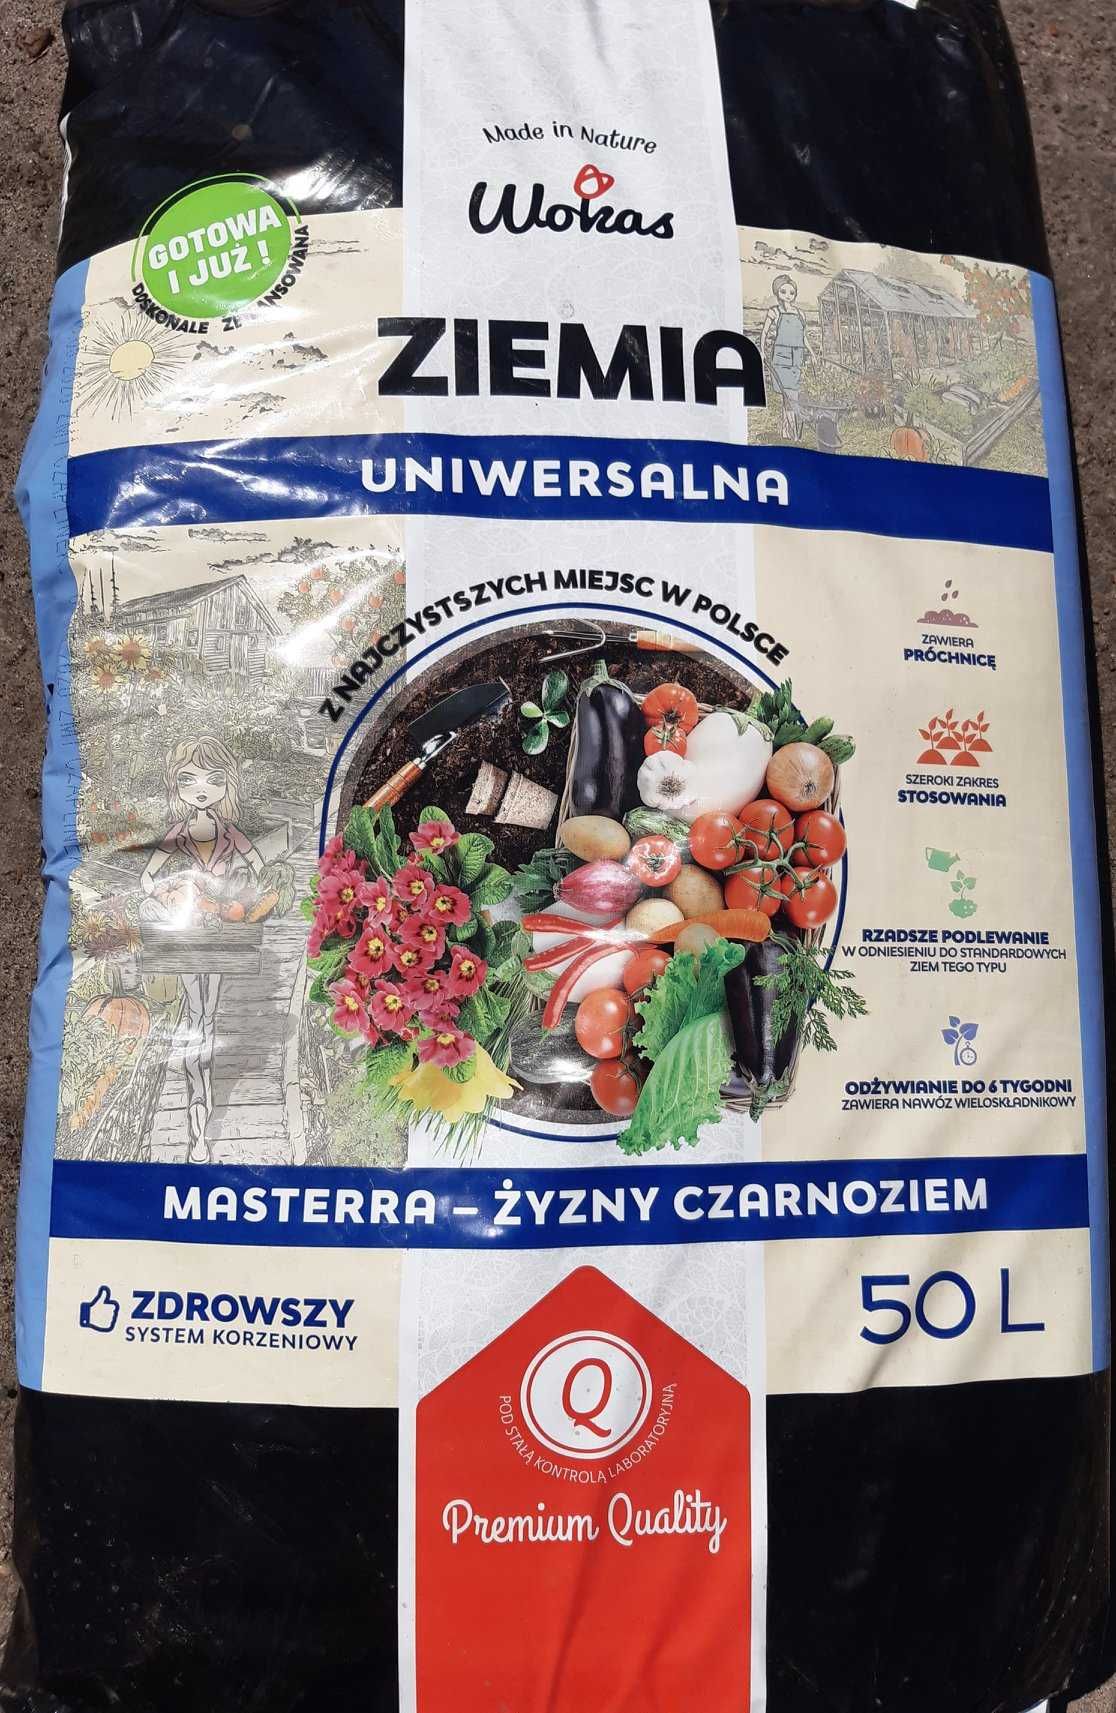 Made in Nature
Wokas
GOTOWA
I JUŻ !
DOSKONALE ZBILANSOWANA
ZIEMIA
UNIWERSALNA
Z NAJCZYSTSZYCH MIEJSC W POLSCE
ZAWIERA
PRÓCHNICĘ
SZEROKI ZAKRES
STOSOWANIA
RZADSZE PODLEWANIE
W ODNIESIENIU DO STANDARDOWYCH
ZIEM TEGO TYPU
ODŻYWIANIE DO 6 TYGODNI
ZAWIERA NAWÓZ WIELOSKŁADNIKOWY
MASTERRA – ŻYZNY CZARNOZIEM
ZDROWSZY
SYSTEM KORZENIOWY
50 L
Q
POD STAŁĄ KONTROLĄ LABORATORYJNĄ
Premium Quality